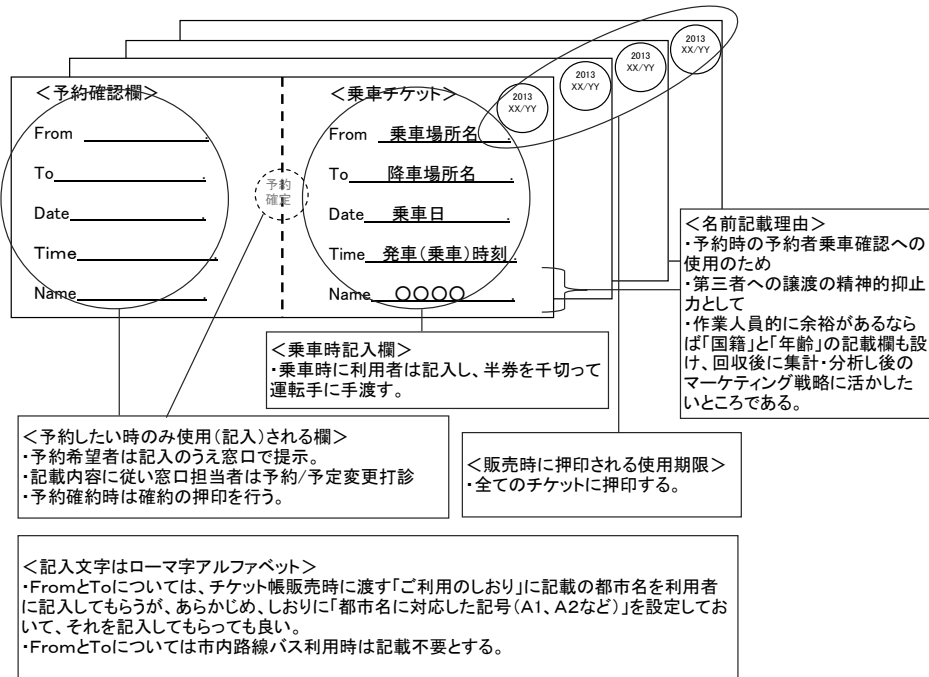 2013
XX/YY
2013
XX/YY
2013
XX/YY
2013
XX/YY
＜予約確認欄＞
From
To
Date
Time
Name
予約
確定
＜乗車チケット＞
From 乗車場所名
To 降車場所名
Date 乗車日
Time 発車(乗車)時刻
Name ○○○○
＜名前記載理由＞
・予約時の予約者乗車確認への
使用のため
・第三者への譲渡の精神的抑止
力として
・作業人員的に余裕があるなら
ば「国籍」と「年齢」の記載欄も設
け、回収後に集計・分析し後の
マーケティング戦略に活かした
いところである。
＜乗車時記入欄＞
・乗車時に利用者は記入し、半券を千切って
運転手に手渡す。
＜予約したい時のみ使用(記入)される欄＞
・予約希望者は記入のうえ窓口で提示。
・記載内容に従い窓口担当者は予約/予定変更打診
・予約確約時は確約の押印を行う。
＜販売時に押印される使用期限＞
・全てのチケットに押印する。
＜記入文字はローマ字アルファベット＞
・FromとToについては、チケット帳販売時に渡す「ご利用のしおり」に記載の都市名を利用者
に記入してもらうが、あらかじめ、しおりに「都市名に対応した記号(A1、A2など)」を設定してお
いて、それを記入してもらっても良い。
・FromとToについては市内路線バス利用時は記載不要とする。